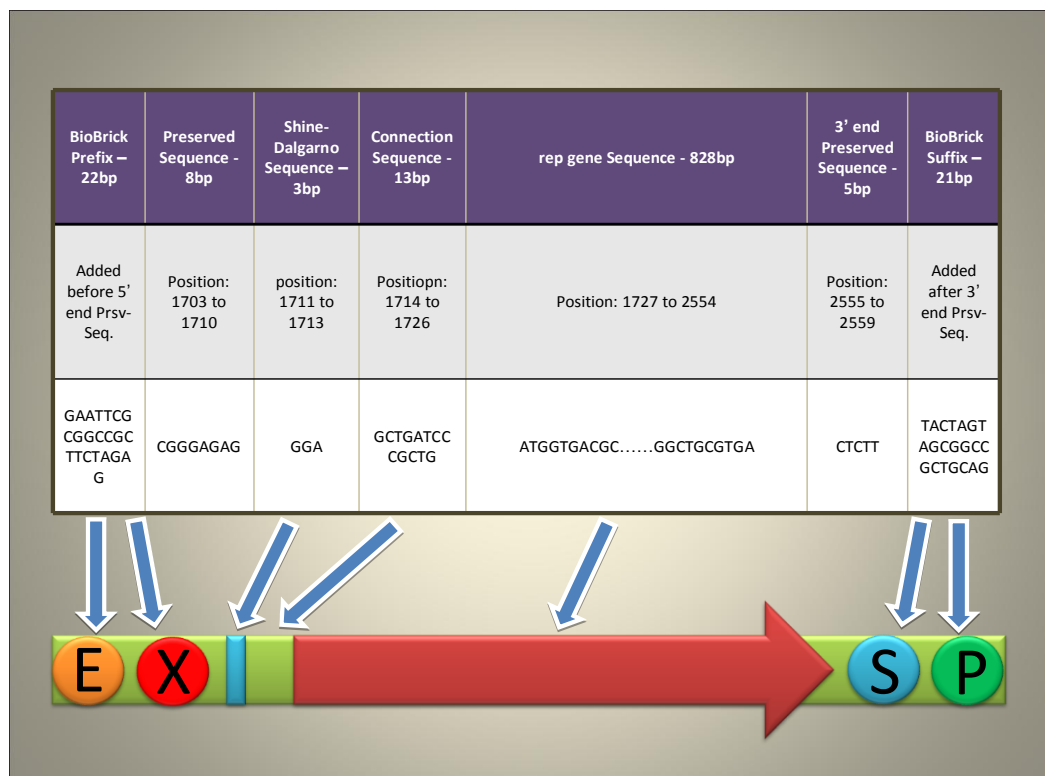 BioBrick
Prefix –
22bp
Preserved
Sequence -
8bp
Shine-
Dalgarno
Sequence –
3bp
Connection
Sequence -
13bp
rep gene Sequence - 828bp
3’ end
Preserved
Sequence -
5bp
BioBrick
Suffix –
21bp
Added
before 5’
end Prsv-
Seq.
Position:
1703 to
1710
position:
1711 to
1713
Positiopn:
1714 to
1726
Position: 1727 to 2554
Position:
2555 to
2559
Added
after 3’
end Prsv-
Seq.
GAATTCG
CGGCCGC
TTCTAGA
G
CGGGAGAG
GGA
GCTGATCC
CGCTG
ATGGTGACGC......GGCTGCGTGA
CTCTT
TACTAGT
AGCGGCC
GCTGCAG
E
X
S
P